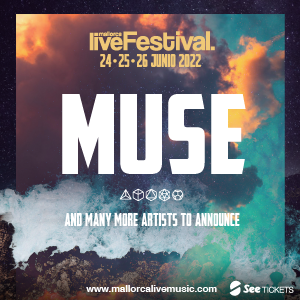 mallorca
liveFestival.
24•25•26 JUNIO 2022
MUSE
AND MANY MORE ARTISTS TO ANNOUNCE
www.mallorcalivemusic.com
See TICKETS